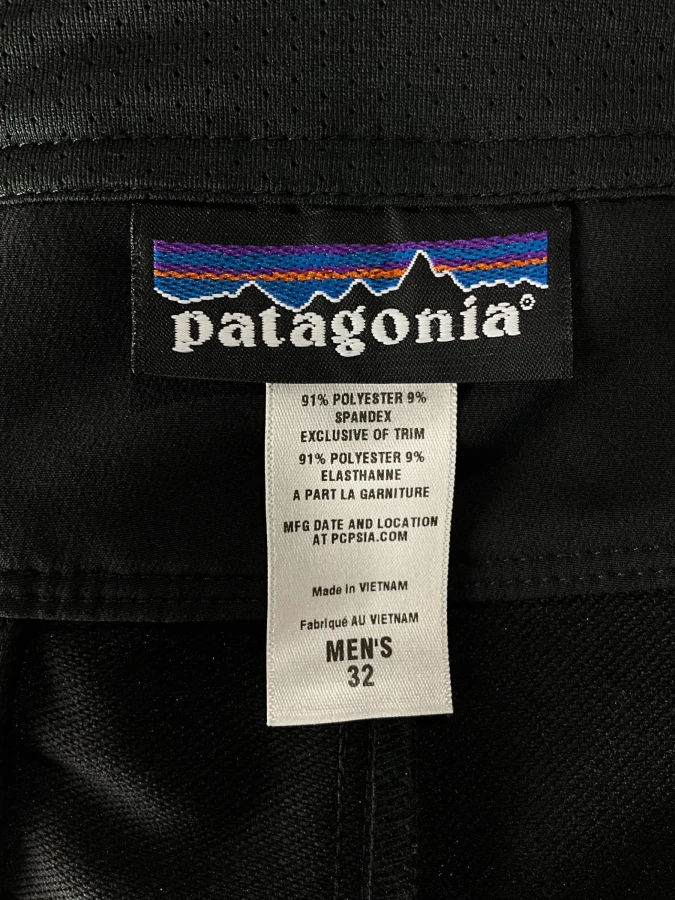 patagonia®
91% POLYESTER 9%
SPANDEX
EXCLUSIVE OF TRIM
91% POLYESTER 9%
ELASTHANNE
A PART LA GARNITURE
MFG DATE AND LOCATION
AT PCPSIA.COM
Made in VIETNAM
Fabriqué AU VIETNAM
MEN'S
32